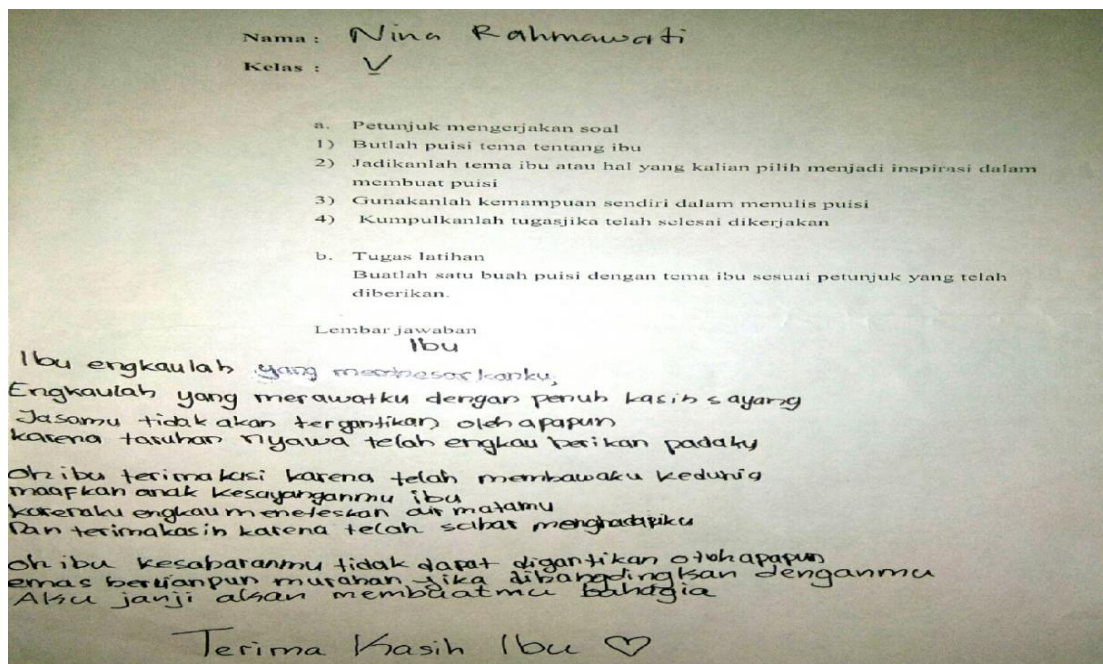 Nama : Nina Rahmawati
Kelas : V
a. Petunjuk mengerjakan soal
1) Butlah puisi tema tentang ibu
2) Jadikanlah tema ibu atau hal yang kalian pilih menjadi inspirasi dalam
membuat puisi
3) Gunakanlah kemampuan sendiri dalam menulis puisi
4) Kumpulkanlah tugasjika telah selesai dikerjakan
b. Tugas latihan
Buatlah satu buah puisi dengan tema ibu sesuai petunjuk yang telah
diberikan.
Lembar jawaban
Ibu
Ibu engkaulah yang membesarkanku,
Engkaulah yang merawatku dengan penuh kasih sayang
Jasamu tidak akan tergantikan oleh apapun
karena taruhan nyawa telah engkau berikan padaku
Oh ibu terima kasi karena telah membawaku kedunia
maafkan anak kesayanganmu ibu
karenaku engkau meneteskan air matamu
Dan terimakasih karena telah sabar menghadapiku
oh ibu kesabaranmu tidak dapat digantikan oleh apapun
emas berlianpun murahan jika dibangdingkan denganmu
Aku janji akan membuatmu bahagia
Terima Kasih Ibu ♡